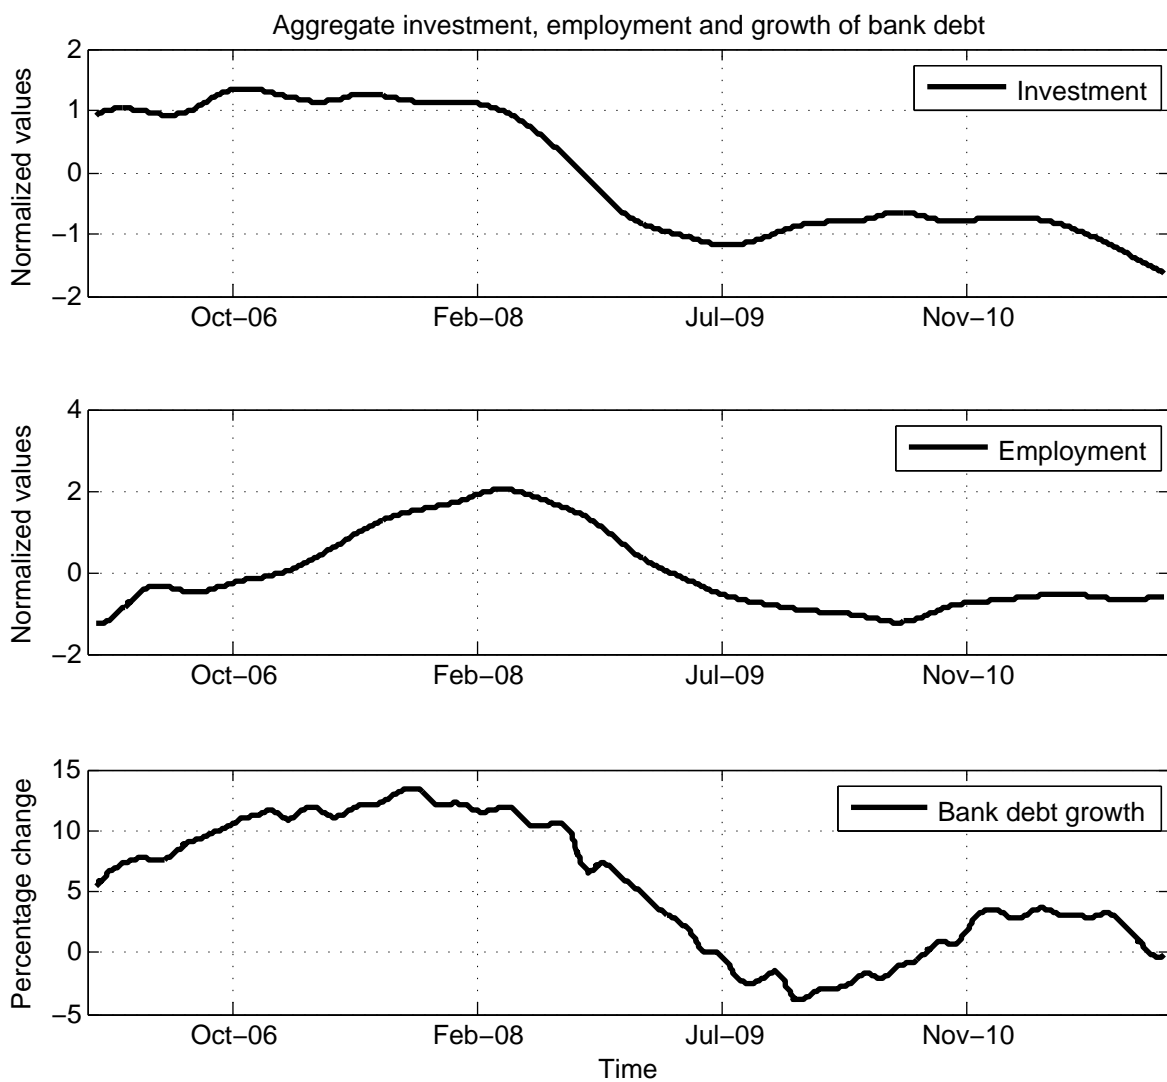 Aggregate investment, employment and growth of bank debt
Normalized values
2
1
0
−1
−2
Investment
Oct−06 Feb−08 Jul−09 Nov−10
Normalized values
4
2
0
−2
Employment
Oct−06 Feb−08 Jul−09 Nov−10
Percentage change
15
10
5
0
−5
Bank debt growth
Oct−06 Feb−08 Jul−09 Nov−10
Time